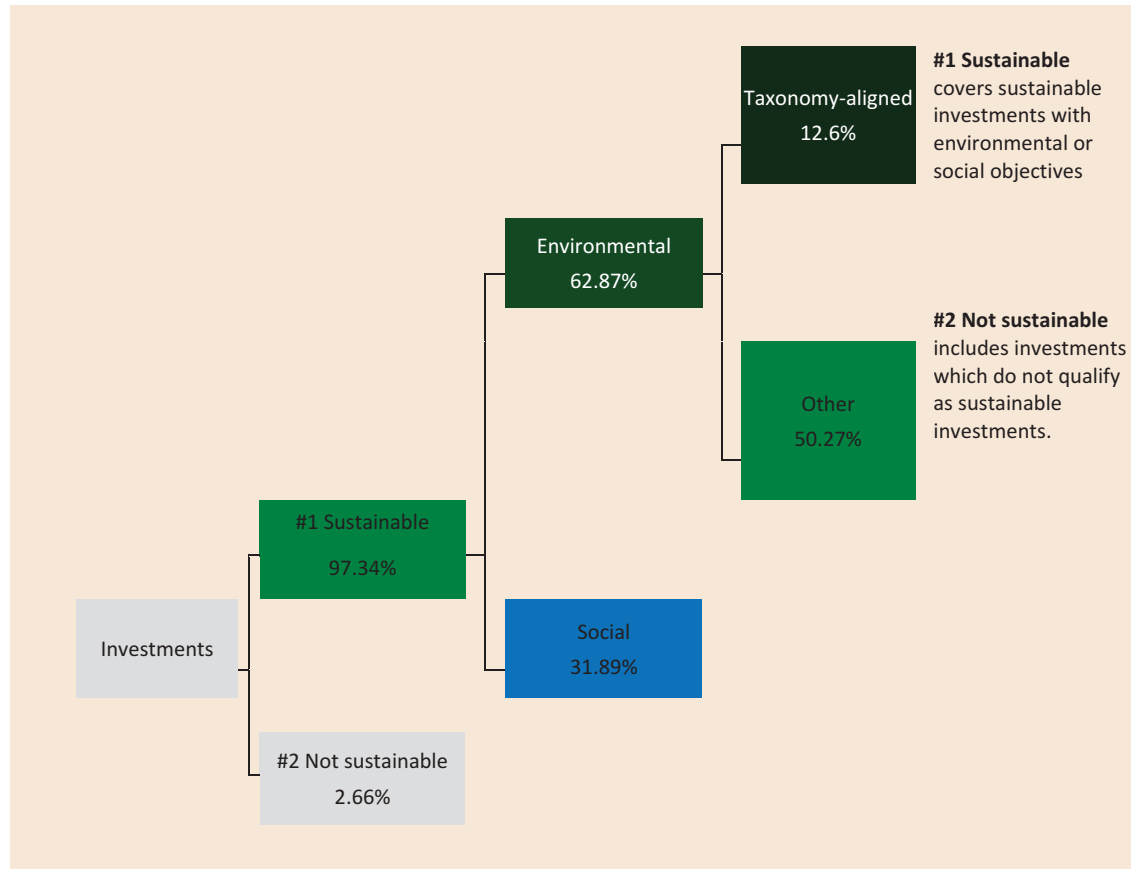 Taxonomy-aligned
12.6%
#1 Sustainable
covers sustainable
investments with
environmental or
social objectives
Environmental
62.87%
#2 Not sustainable
includes investments
which do not qualify
as sustainable
investments.
Other
50.27%
#1 Sustainable
97.34%
Investments
Social
31.89%
#2 Not sustainable
2.66%